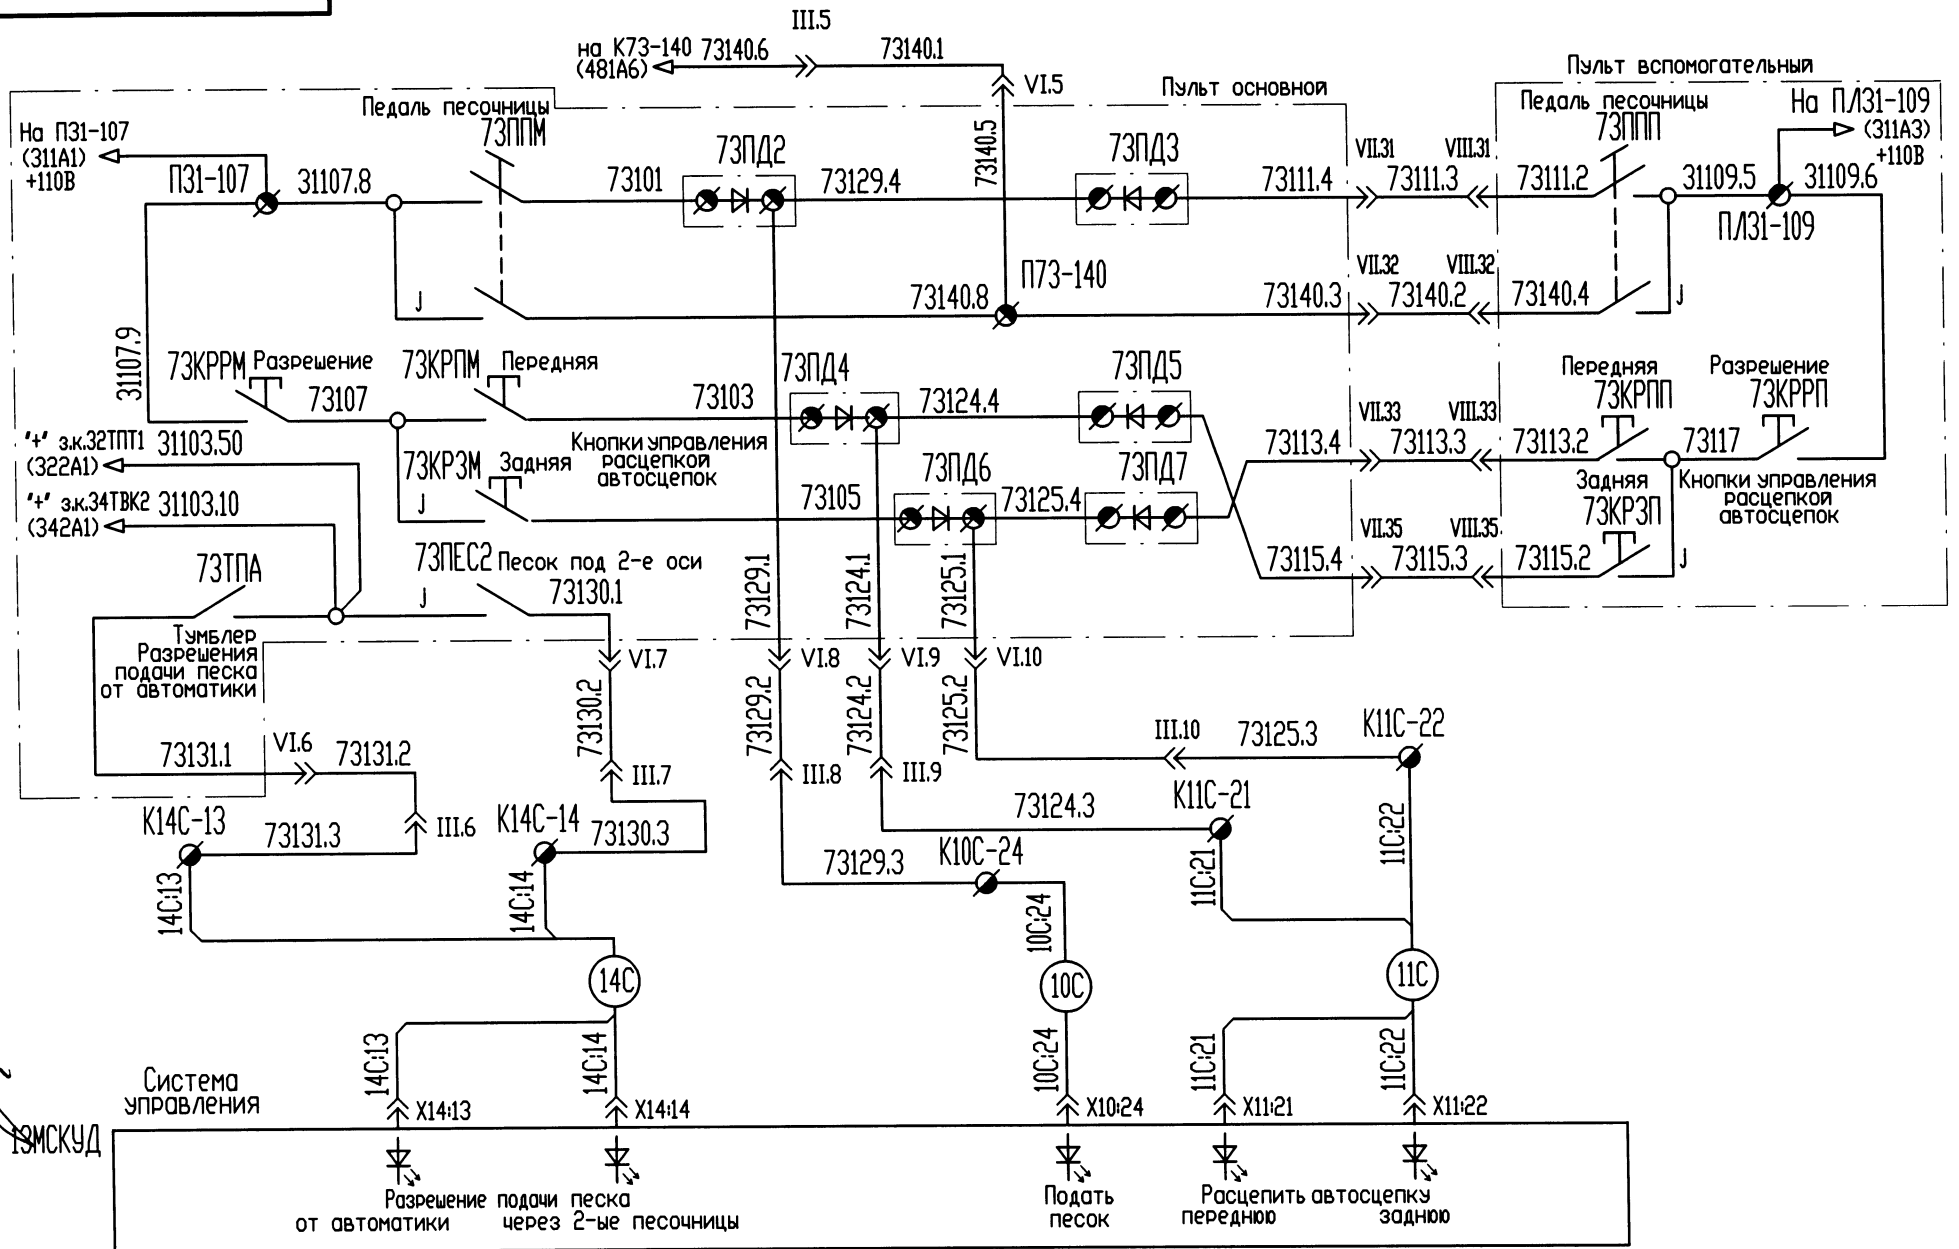 III.5
на К73-140 73140.6 73140.1
(481А6)
VI.5
Пульт основной
Пульт вспомогательный
Педаль песочницы
73ППМ
Педаль песочницы
73ППП
На ПЛ31-109
(311А3)
+110В
На П31-107
(311А1)
+110В
П31-107
31107.8
73101
73ПД2
73129.4
73140.5
73ПД3
73111.4
VII.31
73111.3
VIII.31
73111.2
31109.5
31109.6
ПЛ31-109
J
73140.8
П73-140
73140.3
VII.32
73140.2
VIII.32
73140.4
J
31107.9
73КРРМ Разрешение
73107
73КРПМ Передняя
73103
73ПД4
73124.4
73ПД5
Передняя
73КРПП
Разрешение
73КРРП
"+" з.к.32ТПТ1 31103.50
(322А1)
"+" з.к.34ТВК2 31103.10
(342А1)
73КРЗМ Задняя
J
Кнопки управления
расцепкой
автосцепок
73105
73ПД6
73125.4
73ПД7
73113.4
VII.33
73113.3
VIII.33
73113.2
73117
Задняя
73КРЗП
Кнопки управления
расцепкой
автосцепок
73115.4
VII.35
73115.3
VIII.35
73115.2
J
73ТПА
73ПЕС2 Песок под 2-е оси
J
73130.1
73129.1
73124.1
73125.1
Тумблер
Разрешения
подачи песка
от автоматики
VI.7
VI.8
VI.9
VI.10
73130.2
73129.2
73124.2
73125.2
73131.1
VI.6
73131.2
III.7
III.8
III.9
III.10
73125.3
К11С-22
К14С-13
73131.3
III.6
К14С-14
73130.3
73124.3
К11С-21
73129.3
К10С-24
14С:13
14С:14
10С:24
11С:21
11С:22
14С
10С
11С
14С:13
14С:14
10С:24
11С:21
11С:22
Система
управления
Х14:13
Х14:14
Х10:24
Х11:21
Х11:22
13МСКУД
Разрешение подачи песка
от автоматики через 2-ые песочницы
Подать
песок
Расцепить автосцепку
переднюю заднюю